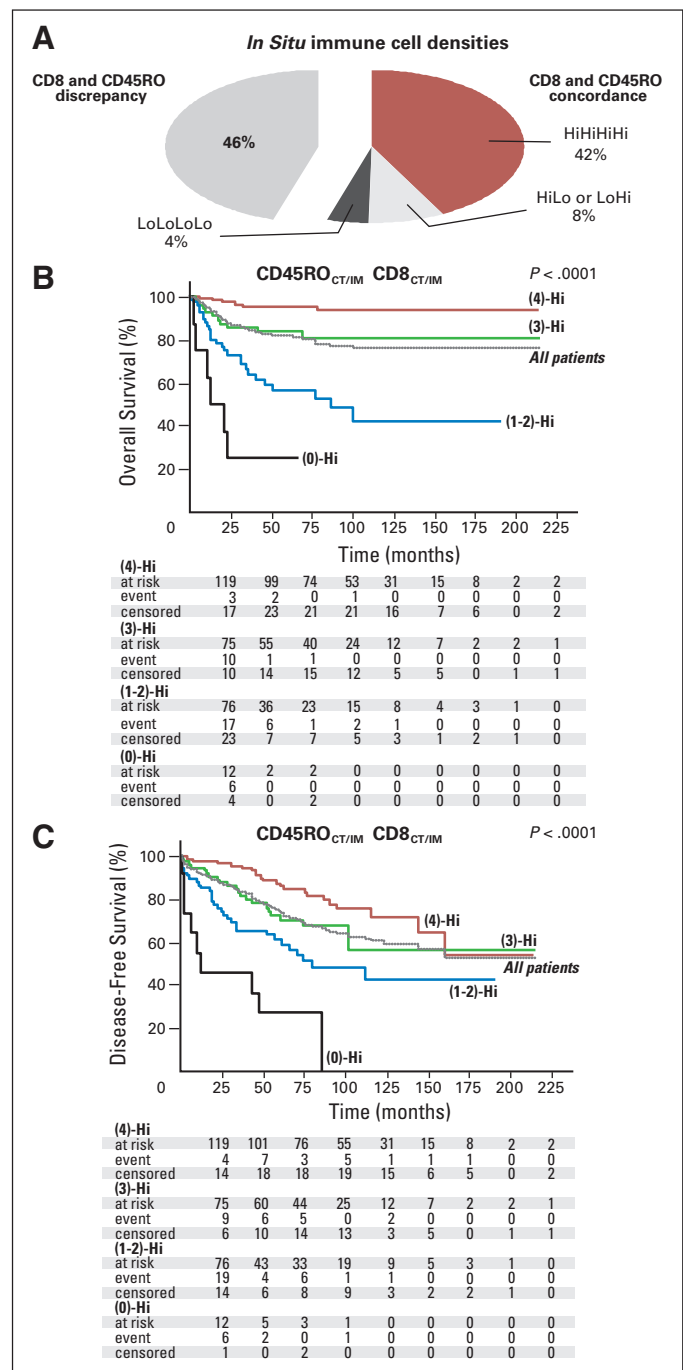 A
In Situ immune cell densities
CD8 and CD45RO
discrepancy
CD8 and CD45RO
concordance
46%
HiHiHiHi
42%
HiLo or LoHi
8%
LoLoLoLo
4%
B
CD45RO CT/IM CD8 CT/IM
P < .0001
Overall Survival (%)
100
80
60
40
20
(4)-Hi
(3)-Hi
All patients
(1-2)-Hi
(0)-Hi
0 25 50 75 100 125 150 175 200 225
Time (months)
(4)-Hi
at risk 119 99 74 53 31 15 8 2 2
event 3 2 0 1 0 0 0 0 0
censored 17 23 21 21 16 7 6 0 2
(3)-Hi
at risk 75 55 40 24 12 7 2 2 1
event 10 1 1 0 0 0 0 0 0
censored 10 14 15 12 5 5 0 1 1
(1-2)-Hi
at risk 76 36 23 15 8 4 3 1 0
event 17 6 1 2 1 0 0 0 0
censored 23 7 7 5 3 1 2 1 0
(0)-Hi
at risk 12 2 2 0 0 0 0 0 0
event 6 0 0 0 0 0 0 0 0
censored 4 0 2 0 0 0 0 0 0
C
CD45RO CT/IM CD8 CT/IM
P < .0001
Disease-Free Survival (%)
100
80
60
40
20
(4)-Hi
(3)-Hi
All patients
(1-2)-Hi
(0)-Hi
0 25 50 75 100 125 150 175 200 225
Time (months)
(4)-Hi
at risk 119 101 76 55 31 15 8 2 2
event 4 7 3 5 1 1 1 0 0
censored 14 18 18 19 15 6 5 0 2
(3)-Hi
at risk 75 60 44 25 12 7 2 2 1
event 9 6 5 0 2 0 0 0 0
censored 6 10 14 13 3 5 0 1 1
(1-2)-Hi
at risk 76 43 33 19 9 5 3 1 0
event 19 4 6 1 1 0 0 0 0
censored 14 6 8 9 3 2 2 1 0
(0)-Hi
at risk 12 5 3 1 0 0 0 0 0
event 6 2 0 1 0 0 0 0 0
censored 1 0 2 0 0 0 0 0 0